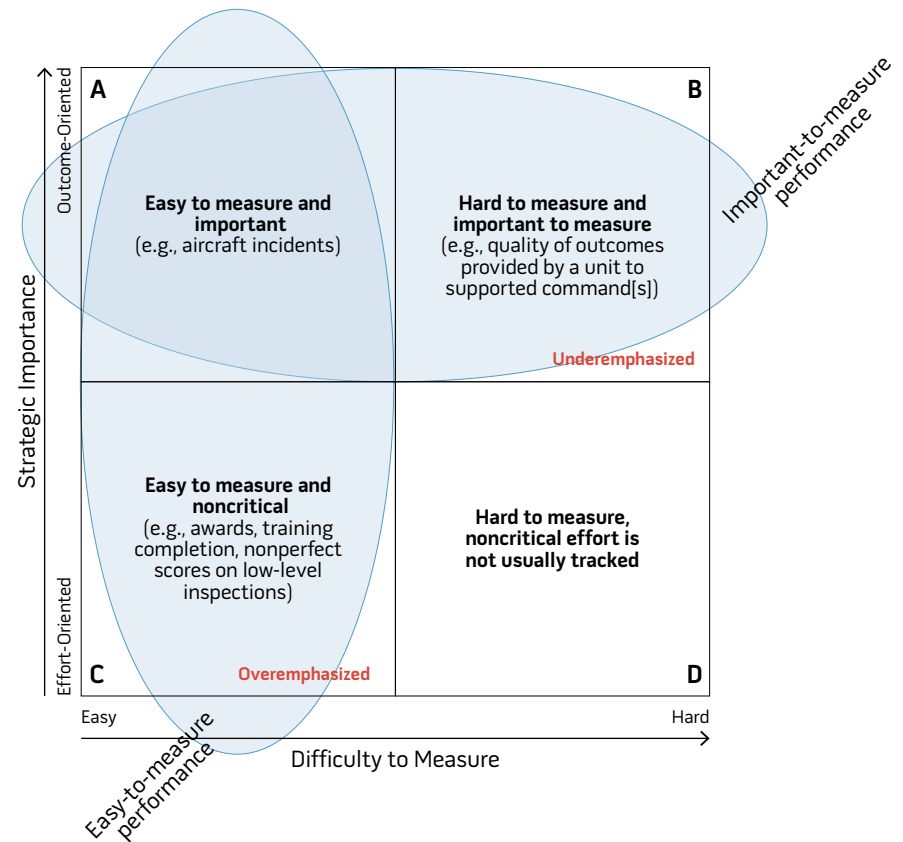 A
B
Outcome-Oriented
Important-to-measure
performance
Easy to measure and
important
(e.g., aircraft incidents)
Hard to measure and
important to measure
(e.g., quality of outcomes
provided by a unit to
supported command[s])
Underemphasized
Strategic Importance
Easy to measure and
noncritical
(e.g., awards, training
completion, nonperfect
scores on low-level
inspections)
Hard to measure,
noncritical effort is
not usually tracked
Effort-Oriented
C
Overemphasized
D
Easy
Hard
Difficulty to Measure
Easy-to-measure
performance